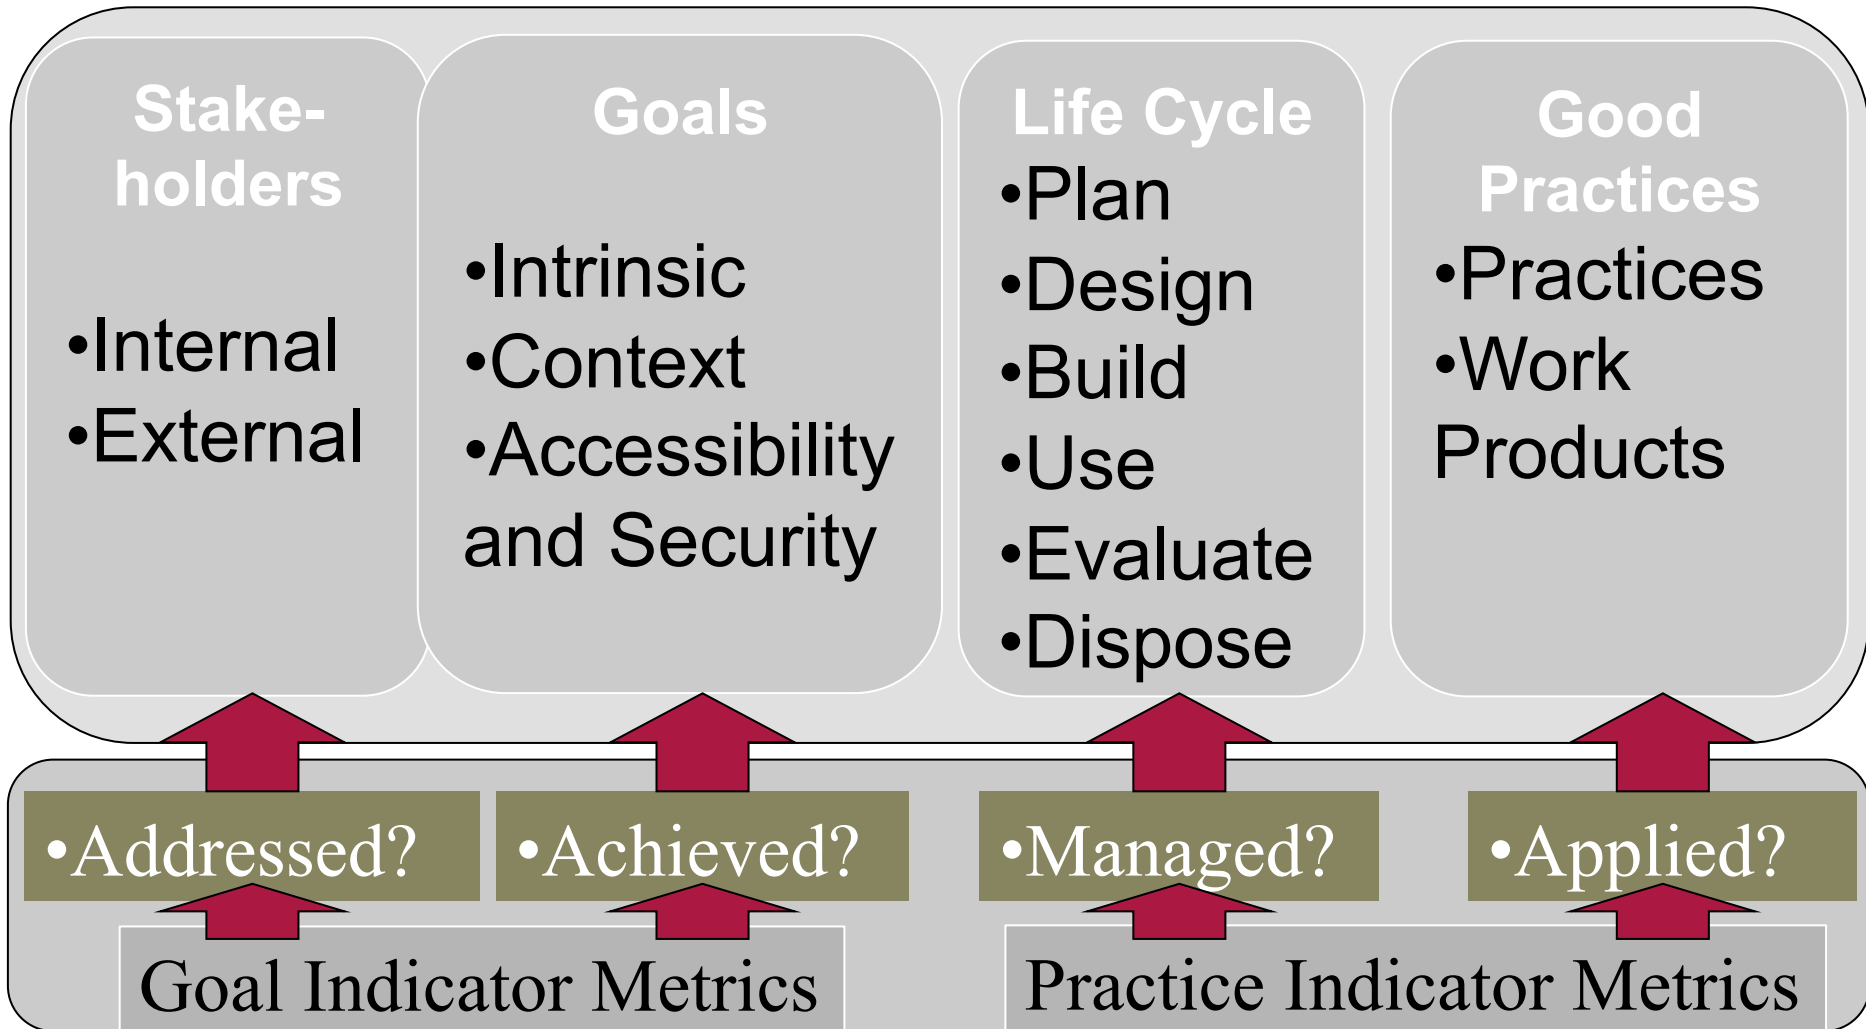 Stake-
holders
•Internal
•External
Goals
•Intrinsic
•Context
•Accessibility
and Security
Life Cycle
•Plan
•Design
•Build
•Use
•Evaluate
•Dispose
Good
Practices
•Practices
•Work
Products
•Addressed?
•Achieved?
•Managed?
•Applied?
Goal Indicator Metrics
Practice Indicator Metrics